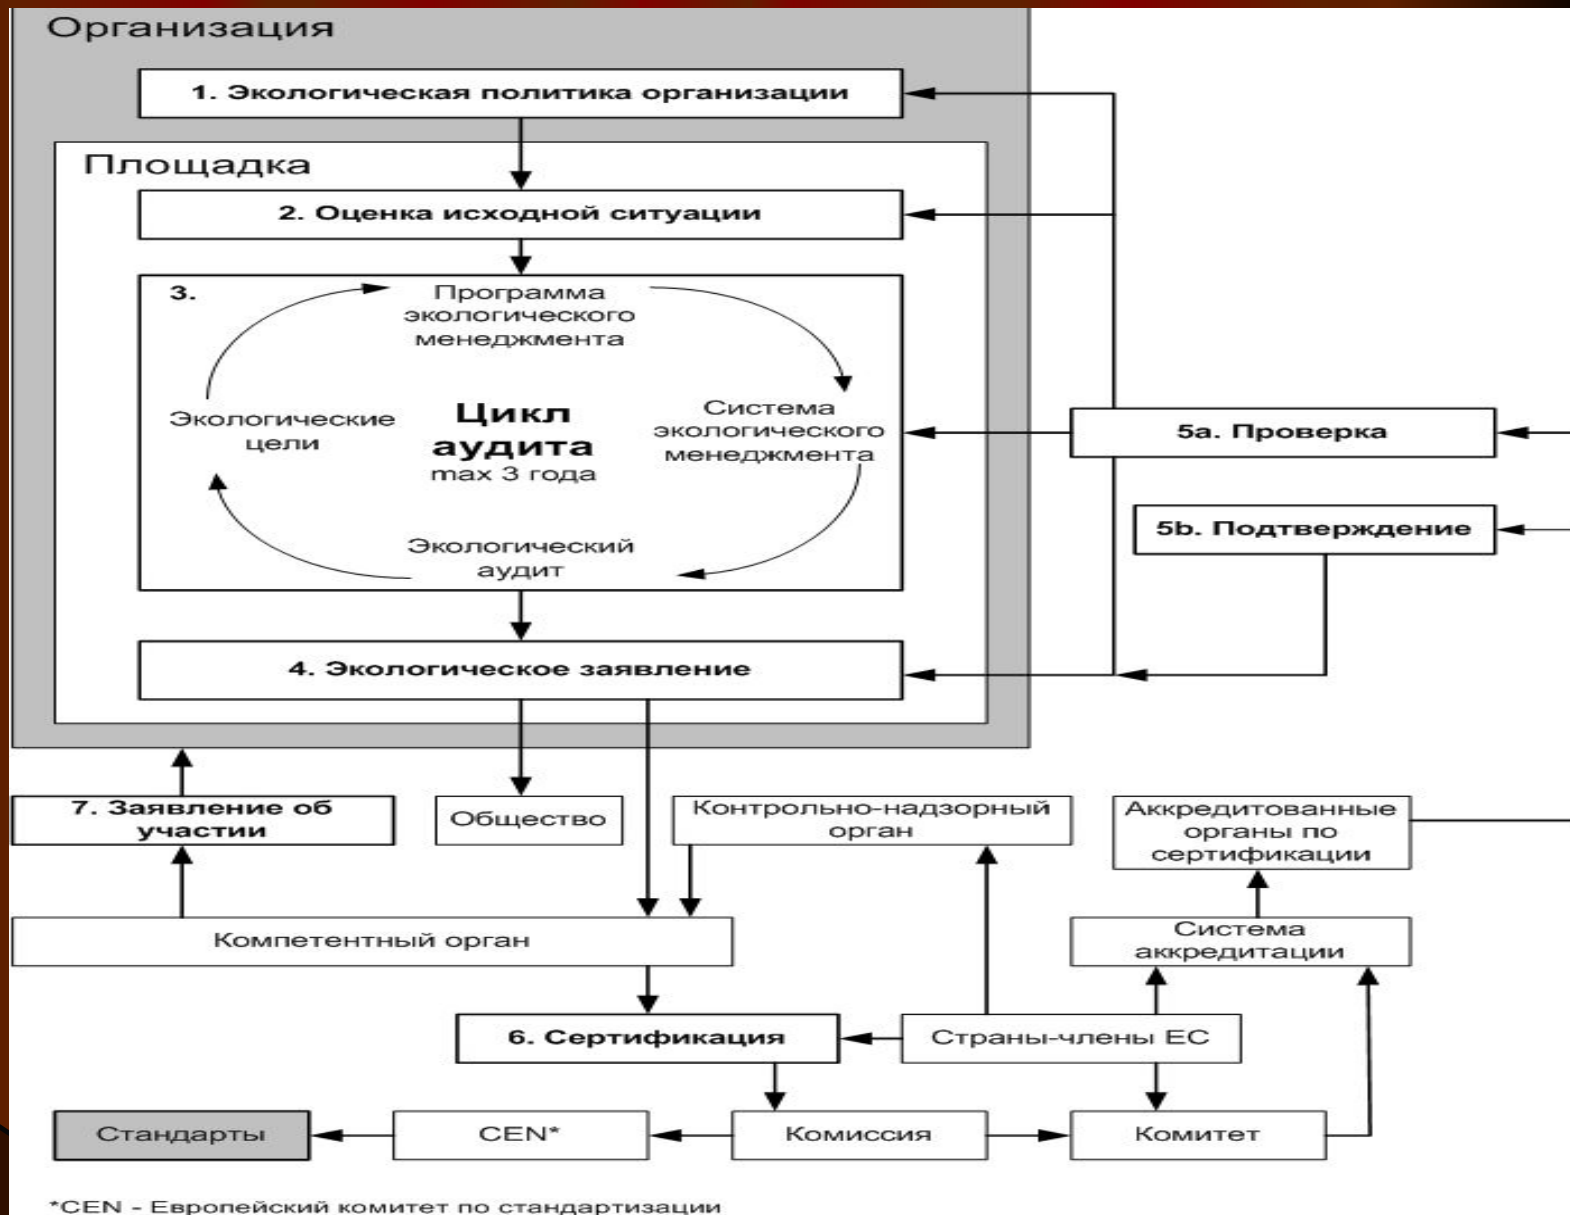 Организация
1. Экологическая политика организации
Площадка
2. Оценка исходной ситуации
3.
Программа
экологического
менеджмента
Экологические
цели
Цикл
аудита
max 3 года
Система
экологического
менеджмента
Экологический
аудит
5a. Проверка
5b. Подтверждение
4. Экологическое заявление
7. Заявление об
участии
Общество
Контрольно-надзорный
орган
Аккредитованные
органы по
сертификации
Компетентный орган
Система
аккредитации
6. Сертификация
Страны-члены ЕС
Стандарты
CEN*
Комиссия
Комитет
*CEN - Европейский комитет по стандартизации